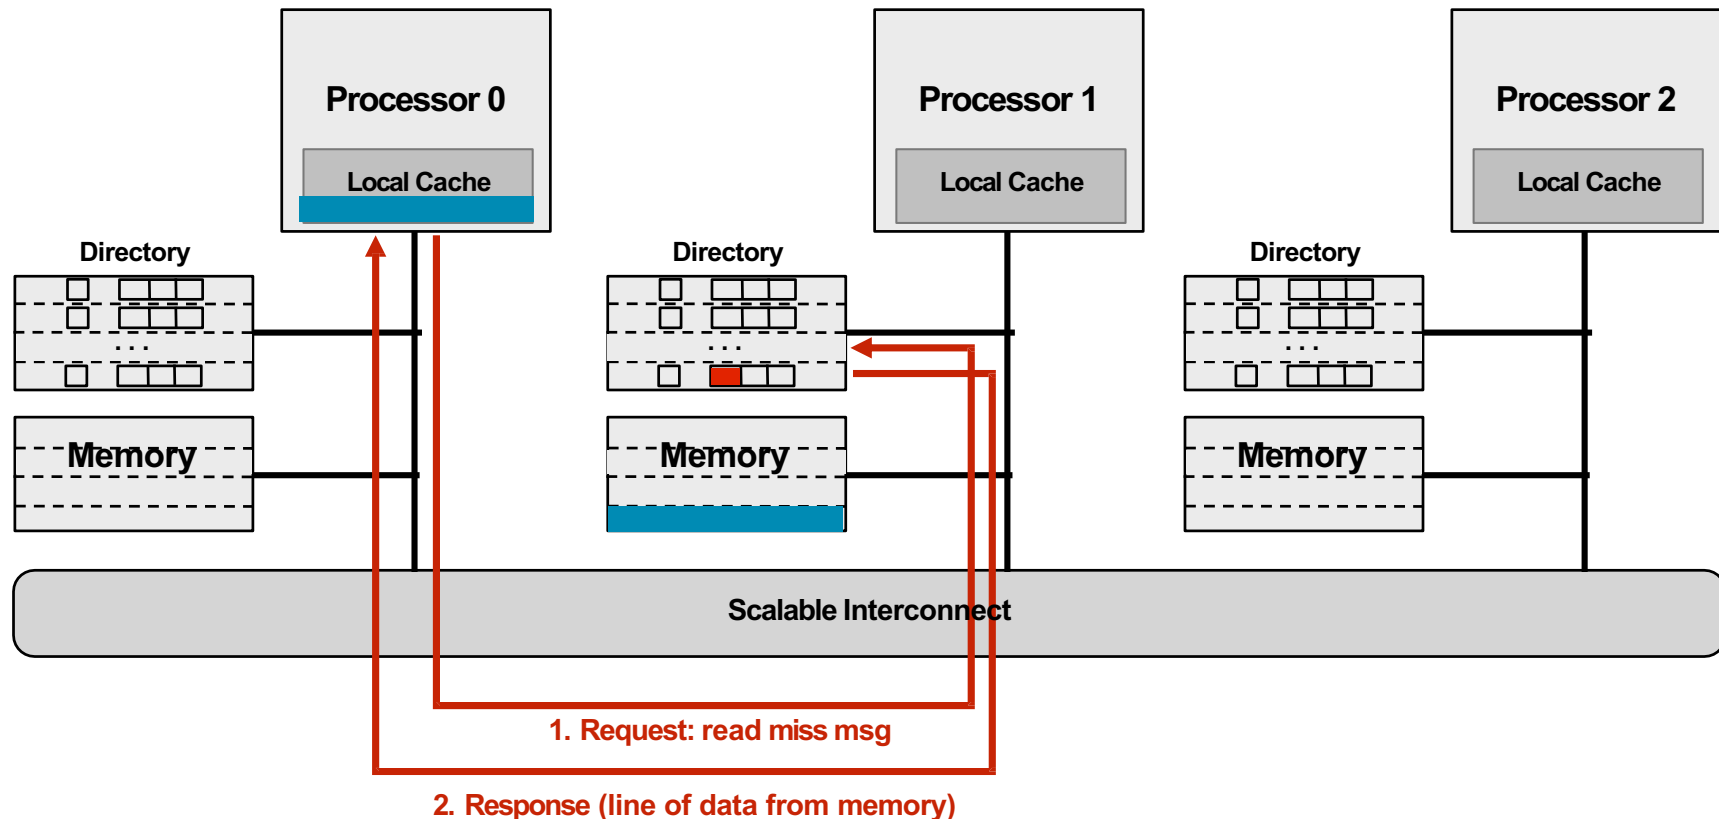 Processor 0
Processor 1
Processor 2
Local Cache
Local Cache
Local Cache
Directory
Directory
Directory
. . .
. . .
. . .
Memory
Memory
Memory
Scalable Interconnect
1. Request: read miss msg
2. Response (line of data from memory)